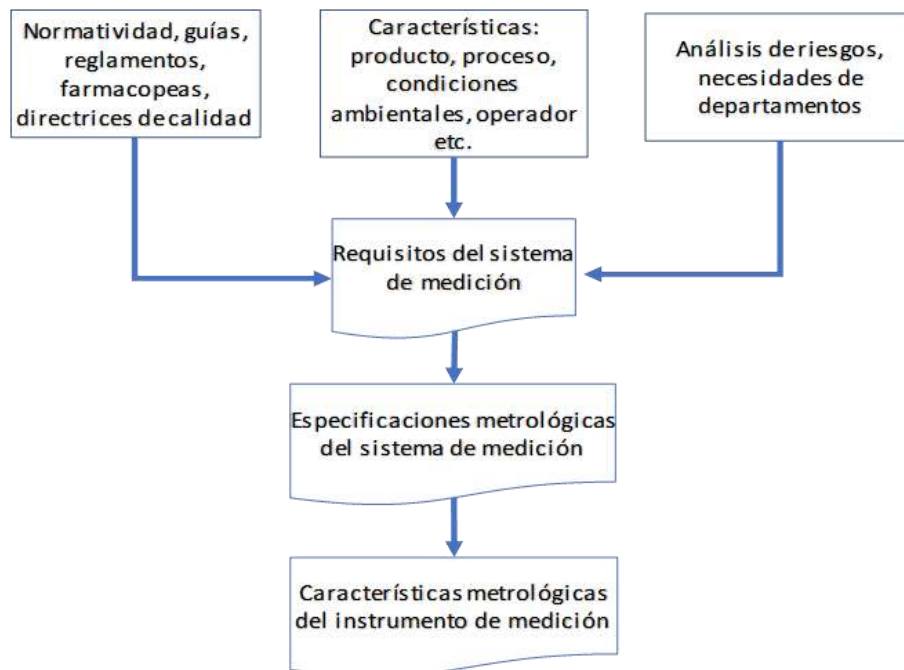 Normatividad, guías,
reglamentos,
farmacopeas,
directrices de calidad
Características:
producto, proceso,
condiciones
ambientales, operador
etc.
Análisis de riesgos,
necesidades de
departamentos
Requisitos del sistema
de medición
Especificaciones metrológicas
del sistema de medición
Carácterísticas metrológicas
del instrumento de medición